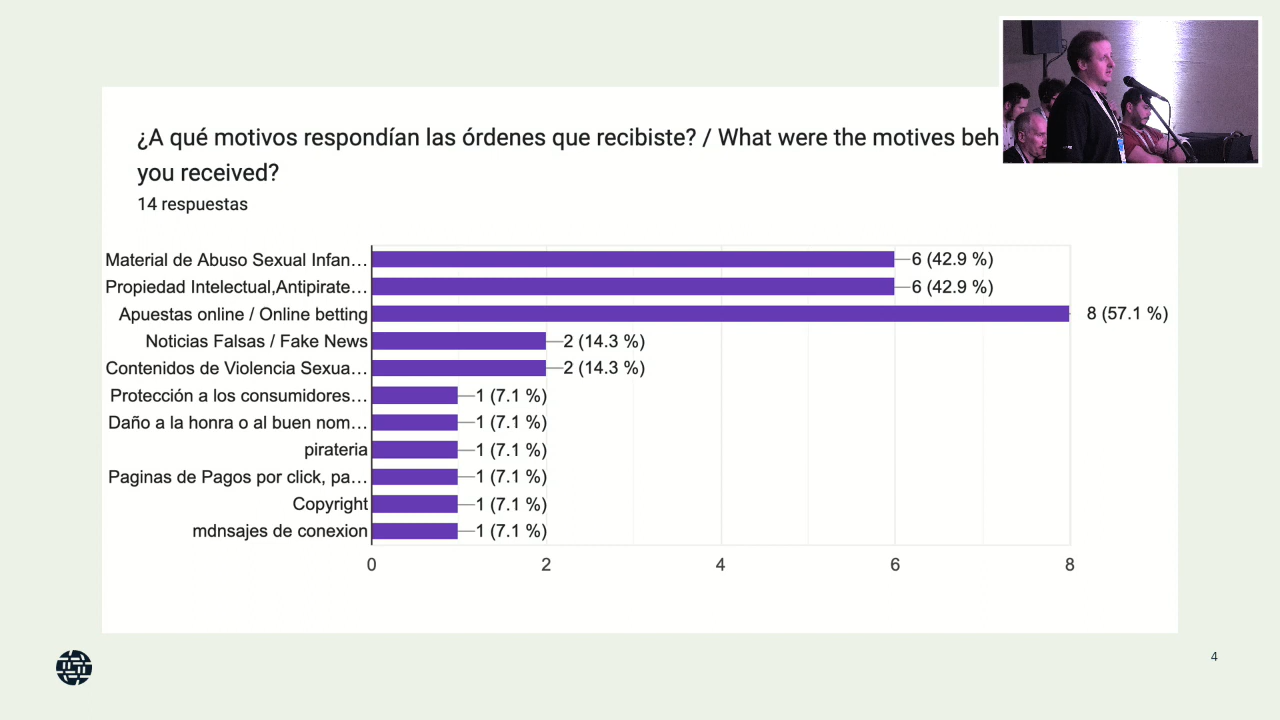 ¿A qué motivos respondían las órdenes que recibiste? / What were the motives beh
you received?
14 respuestas
Material de Abuso Sexual Infan… 6 (42.9 %)
Propiedad Intelectual,Antipirate… 6 (42.9 %)
Apuestas online / Online betting 8 (57.1 %)
Noticias Falsas / Fake News 2 (14.3 %)
Contenidos de Violencia Sexua… 2 (14.3 %)
Protección a los consumidores… 1 (7.1 %)
Daño a la honra o al buen nom… 1 (7.1 %)
pirateria 1 (7.1 %)
Paginas de Pagos por click, pa… 1 (7.1 %)
Copyright 1 (7.1 %)
mdnsajes de conexion 1 (7.1 %)
0 2 4 6 8
4